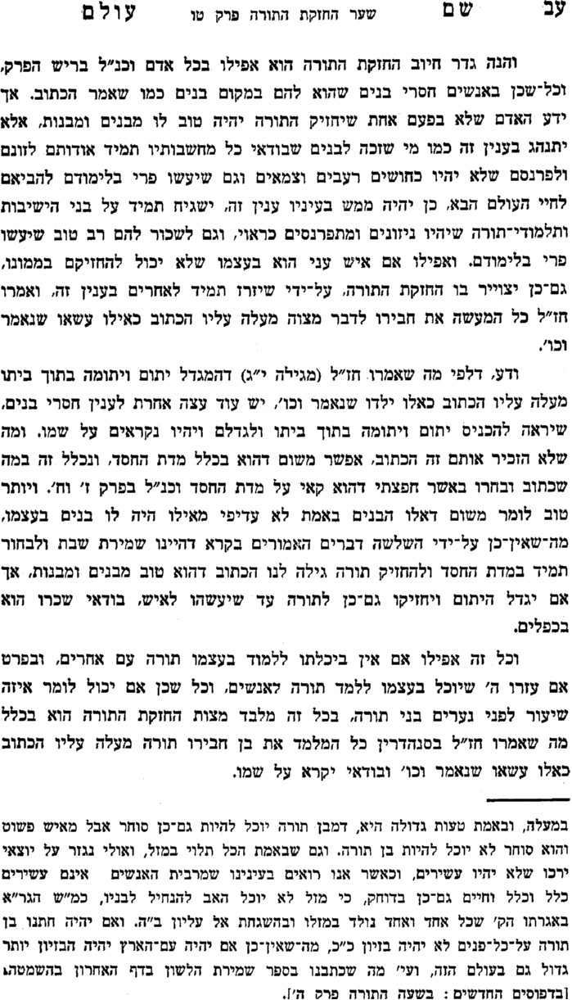 עב שם שער החזקת התורה פרק טו עולם
והנה גדר חיוב החזקת התורה הוא אפילו בכל אדם וכנ״ל בריש הפרק,
וכל־שכן באנשים חסרי בנים שהוא להם במקום בנים כמו שאמר הכתוב. אך
ידע האדם שלא בפעם אחת שיחזיק התורה יהיה טוב לו מבנים ומבנות, אלא
יתנהג בענין זה כמו מי שזכה לבנים שבודאי כל מחשבותיו תמיד אודותם לזונם
ולפרנסם שלא יהיו כחושים רעבים וצמאים וגם שיעשו פרי בלימודם להביאם
לחיי העולם הבא, כן יהיה ממש בעיניו ענין זה, ישגיח תמיד על בני הישיבות
ותלמודי־תורה שיהיו ניזונים ומתפרנסים כראוי, וגם לשכור להם רב טוב שיעשו
פרי בלימודם. ואפילו אם איש עני הוא בעצמו שלא יכול להחזיקם בממונו,
גם־כן יצוייר בו החזקת התורה, על־ידי שיזרז תמיד לאחרים בענין זה, ואמרו
חז״ל כל המעשה את חבירו לדבר מצוה מעלה עליו הכתוב כאילו עשאו שנאמר
וכו׳.
ודע, דלפי מה שאמרו חז״ל (מגילה י״ג) דהמגדל יתום ויתומה בתוך ביתו
מעלה עליו הכתוב כאלו ילדו שנאמר וכו׳, יש עוד עצה אחרת לענין חסרי בנים,
שיראה להכניס יתום ויתומה בתוך ביתו ולגדלם ויהיו נקראים על שמו. ומה
שלא הזכיר אותם זה הכתוב, אפשר משום דהוא בכלל מדת החסד, ונכלל זה במה
שכתוב ובחרו באשר חפצתי דהוא קאי על מדת החסד וכנ״ל בפרק ז׳ וח׳. ויותר
טוב לומר משום דאלו הבנים באמת לא עדיפי מאילו היה לו בנים בעצמו,
מה־שאין־כן על־ידי השלשה דברים האמורים בקרא דהיינו שמירת שבת ולבחור
תמיד במדת החסד ולהחזיק תורה גילה לנו הכתוב דהוא טוב מבנים ומבנות, אך
אם יגדל היתום ויחזיקו גם־כן לתורה עד שיעשהו לאיש, בודאי שכרו הוא
בכפלים.
וכל זה אפילו אם אין ביכלתו ללמוד בעצמו תורה עם אחרים, ובפרט
אם עזרו ה׳ שיוכל בעצמו ללמד תורה לאנשים, וכל שכן אם יכול לומר איזה
שיעור לפני נערים בני תורה, בכל זה מלבד מצות החזקת התורה הוא בכלל
מה שאמרו חז״ל בסנהדרין כל המלמד את בן חבירו תורה מעלה עליו הכתוב
כאלו עשאו שנאמר וכו׳ ובודאי יקרא על שמו.
במעלה, ובאמת טעות גדולה היא, דמבן תורה יוכל להיות גם־כן סוחר אבל מאיש פשוט
והוא סוחר לא יוכל להיות בן תורה. וגם שבאמת הכל תלוי במזל, ואולי נגזר על יוצאי
ירכו שלא יהיו עשירים, וכאשר אנו רואים בעינינו שמרבית האנשים אינם עשירים
כלל וכלל וחיים גם־כן בדוחק, כי מזל לא יוכל האב להנחיל לבניו, כמ״ש הגר״א
באגרתו הק׳ שכל אחד ואחד נולד במזלו ובהשגחת אל עליון ב״ה. ואם יהיה חתנו בן
תורה על־כל־פנים לא יהיה בזיון כ״כ, מה־שאין־כן אם יהיה עם־הארץ יהיה הבזיון יותר
גדול גם בעולם הזה, ועי׳ מה שכתבנו בספר שמירת הלשון בדף האחרון בהשמטה,
[בדפוסים החדשים: בשעה התורה פרק ה׳].